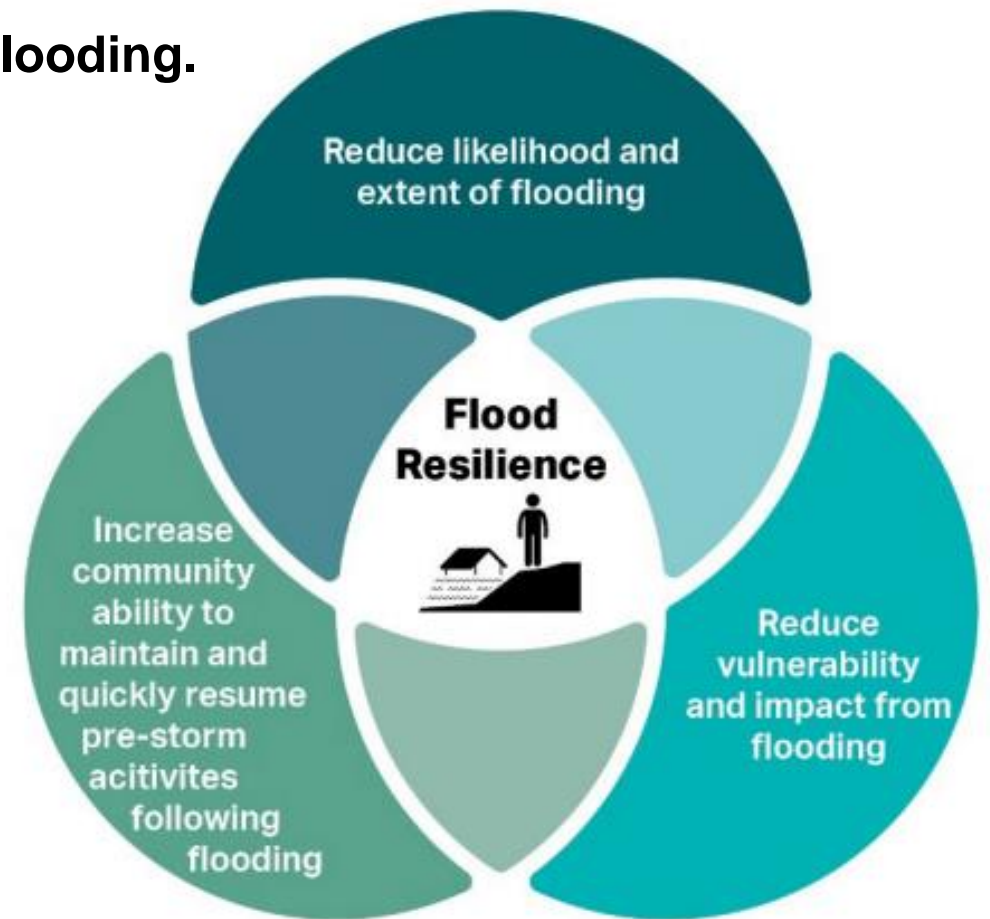 looding.
Reduce likelihood and
extent of flooding
Flood
Resilience
Increase
community
ability to
maintain and
quickly resume
pre-storm
acitivites
following
flooding
Reduce
vulnerability
and impact from
flooding